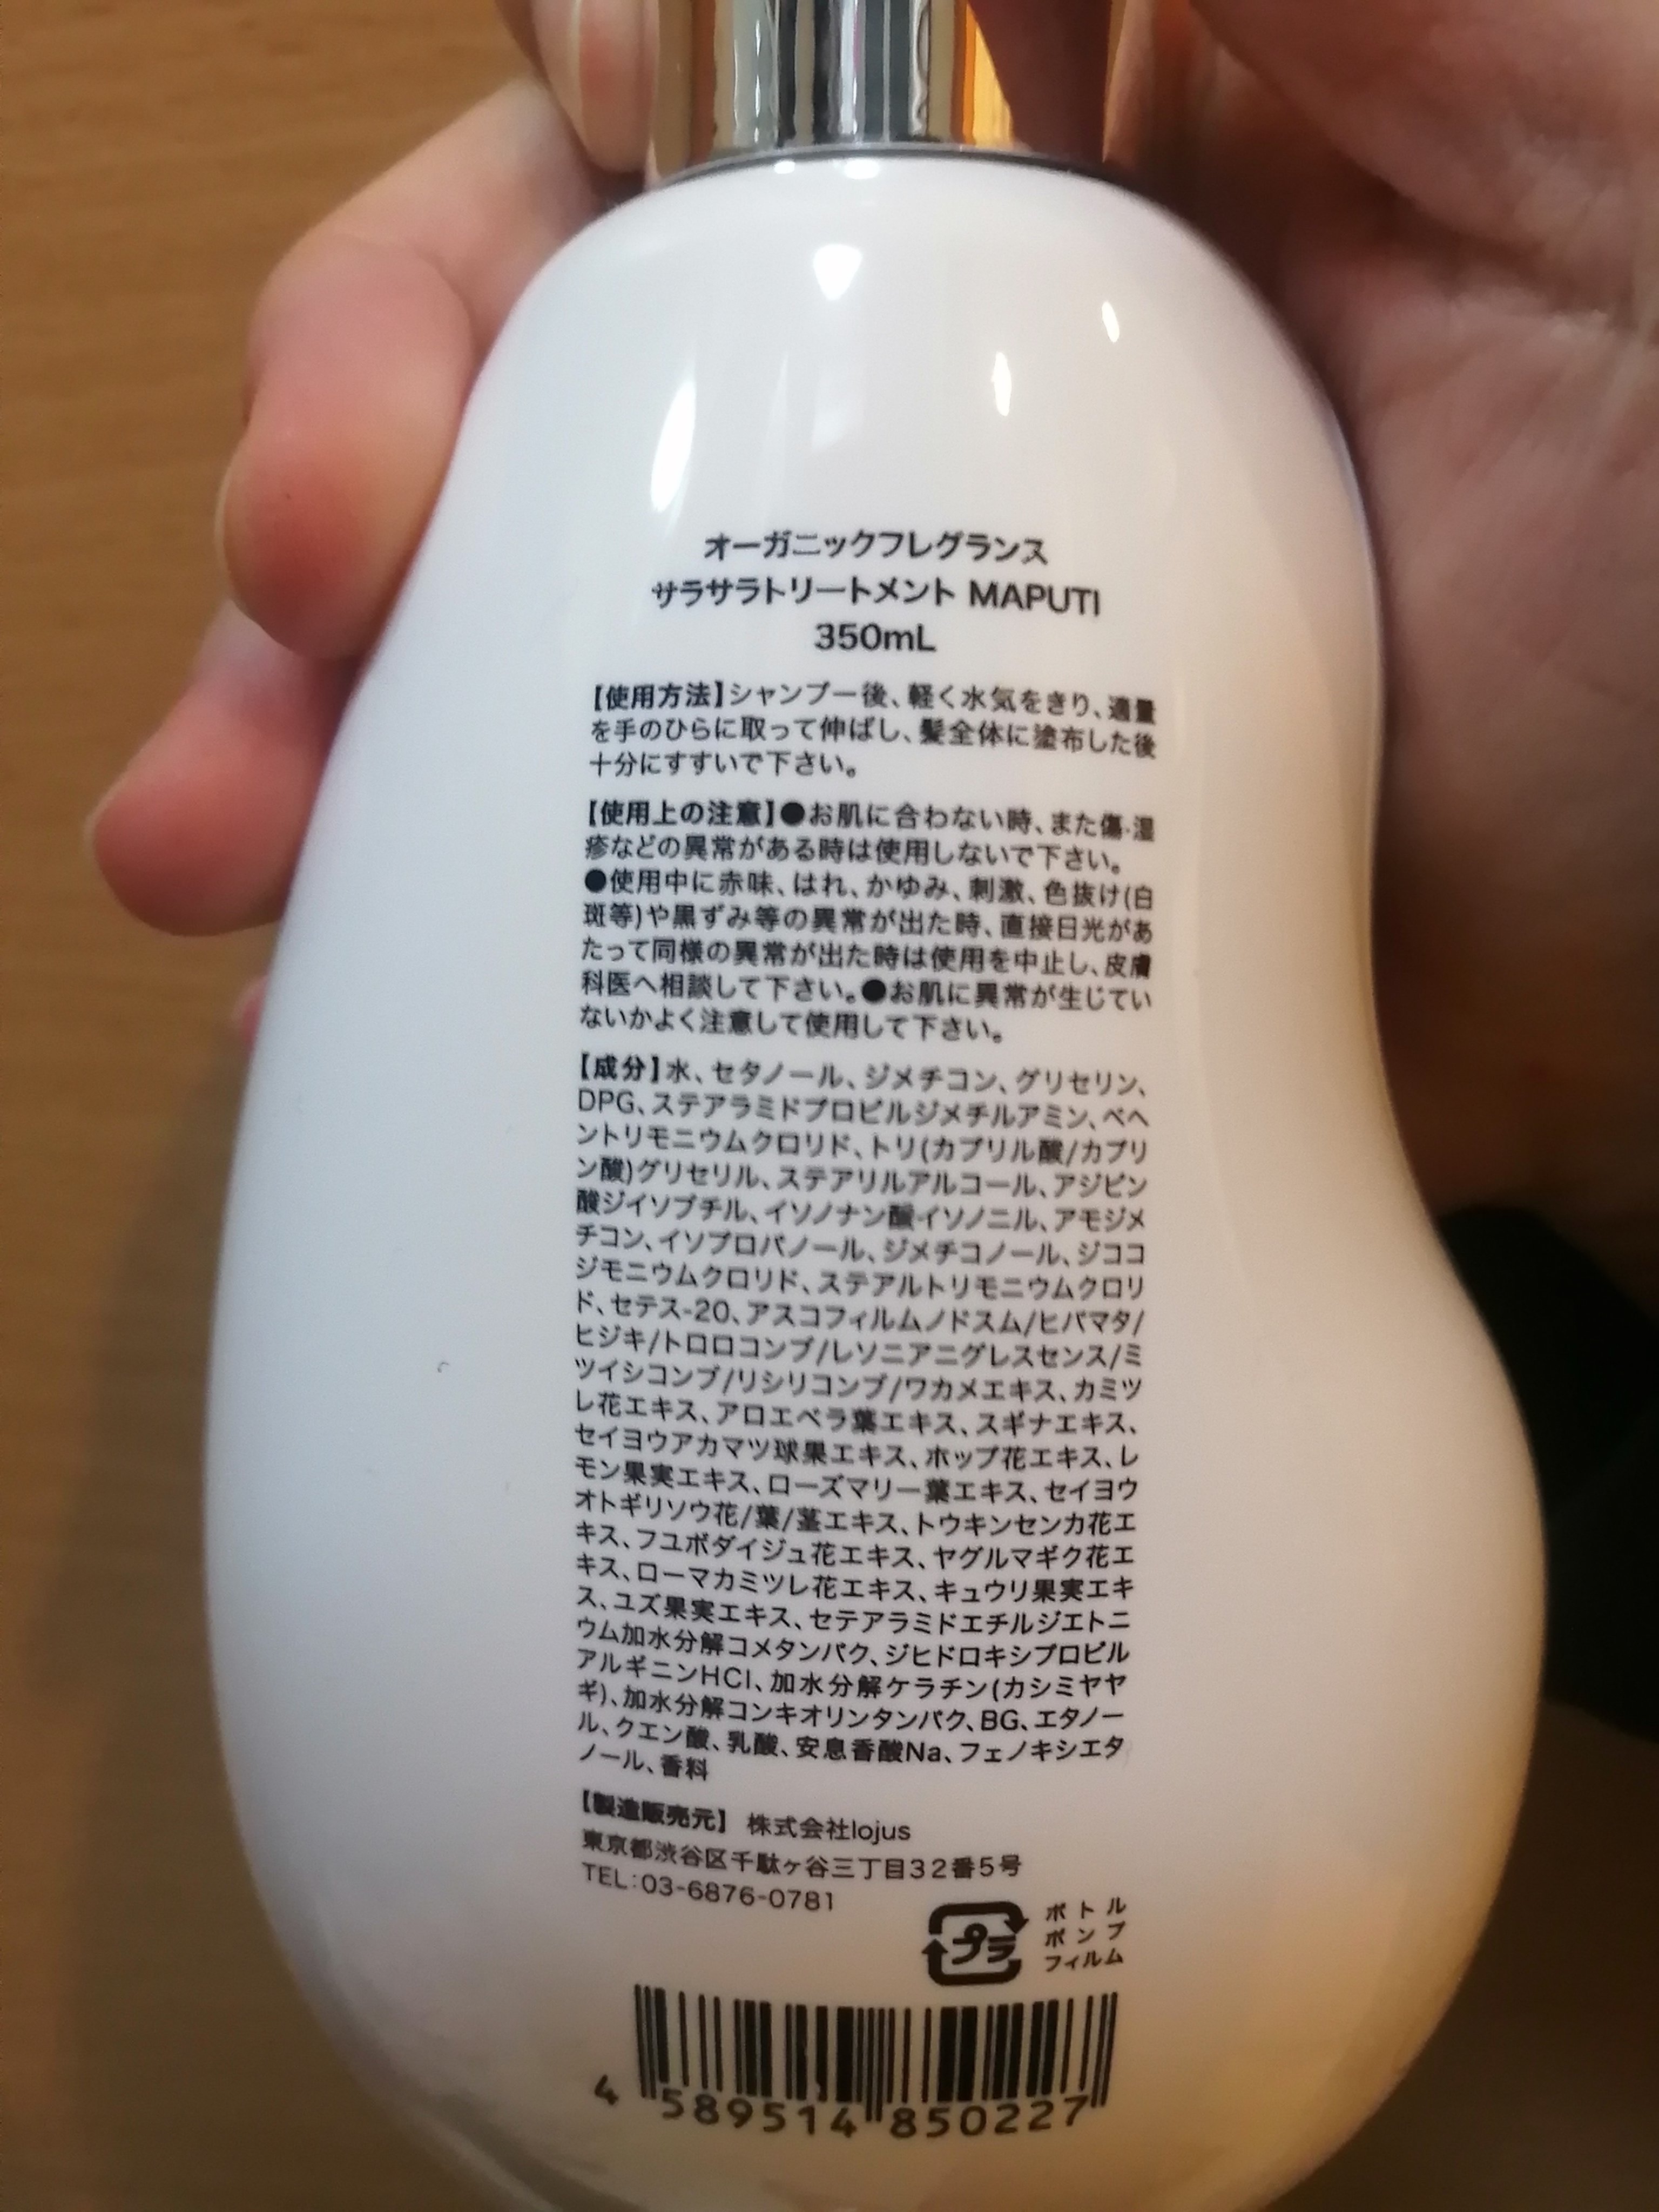 オーガニックフレグランス
サラサラトリートメント MAPUTI
350mL
【使用方法】シャンプー後、軽く水気をきり、適量
を手のひらに取って伸ばし、髪全体に塗布した後
十分にすすいで下さい。
【使用上の注意】●お肌に合わない時、また傷・湿
疹などの異常がある時は使用しないで下さい。
●使用中に赤味、はれ、かゆみ、刺激、色抜け(白
斑等)や黒ずみ等の異常が出た時、直接日光があ
たって同様の異常が出た時は使用を中止し、皮膚
科医へ相談して下さい。●お肌に異常が生じてい
ないかよく注意して使用して下さい。
【成分】水、セタノール、ジメチコン、グリセリン、
DPG、ステアラミドプロピルジメチルアミン、ベヘ
ントリモニウムクロリド、トリ(カプリル酸/カプリ
ン酸)グリセリル、ステアリルアルコール、アジピン
酸ジイソブチル、イソノナン酸イソノニル、アモジメ
チコン、イソプロパノール、ジメチコノール、ジココ
ジモニウムクロリド、ステアルトリモニウムクロリ
ド、セテス-20、アスコフィルムノドスム/ヒバマタ/
ヒジキ/トロロコンブ/レソニアニグレスセンス/ミ
ツイシコンブ/リシリコンブ/ワカメエキス、カミツ
レ花エキス、アロエベラ葉エキス、スギナエキス、
セイヨウアカマツ球果エキス、ホップ花エキス、レ
モン果実エキス、ローズマリー葉エキス、セイヨウ
オトギリソウ花/葉/茎エキス、トウキンセンカ花エ
キス、フユボダイジュ花エキス、ヤグルマギク花エ
キス、ローマカミツレ花エキス、キュウリ果実エキ
ス、ユズ果実エキス、セテアラミドエチルジエトニ
ウム加水分解コメタンパク、ジヒドロキシプロピル
アルギニンHCl、加水分解ケラチン(カシミヤヤ
ギ)、加水分解コンキオリンタンパク、BG、エタノー
ル、クエン酸、乳酸、安息香酸Na、フェノキシエタ
ノール、香料
【製造販売元】 株式会社lojus
東京都渋谷区千駄ヶ谷三丁目32番5号
TEL:03-6876-0781
プラ
ボトル
ポンプ
フィルム
4 589514 850227